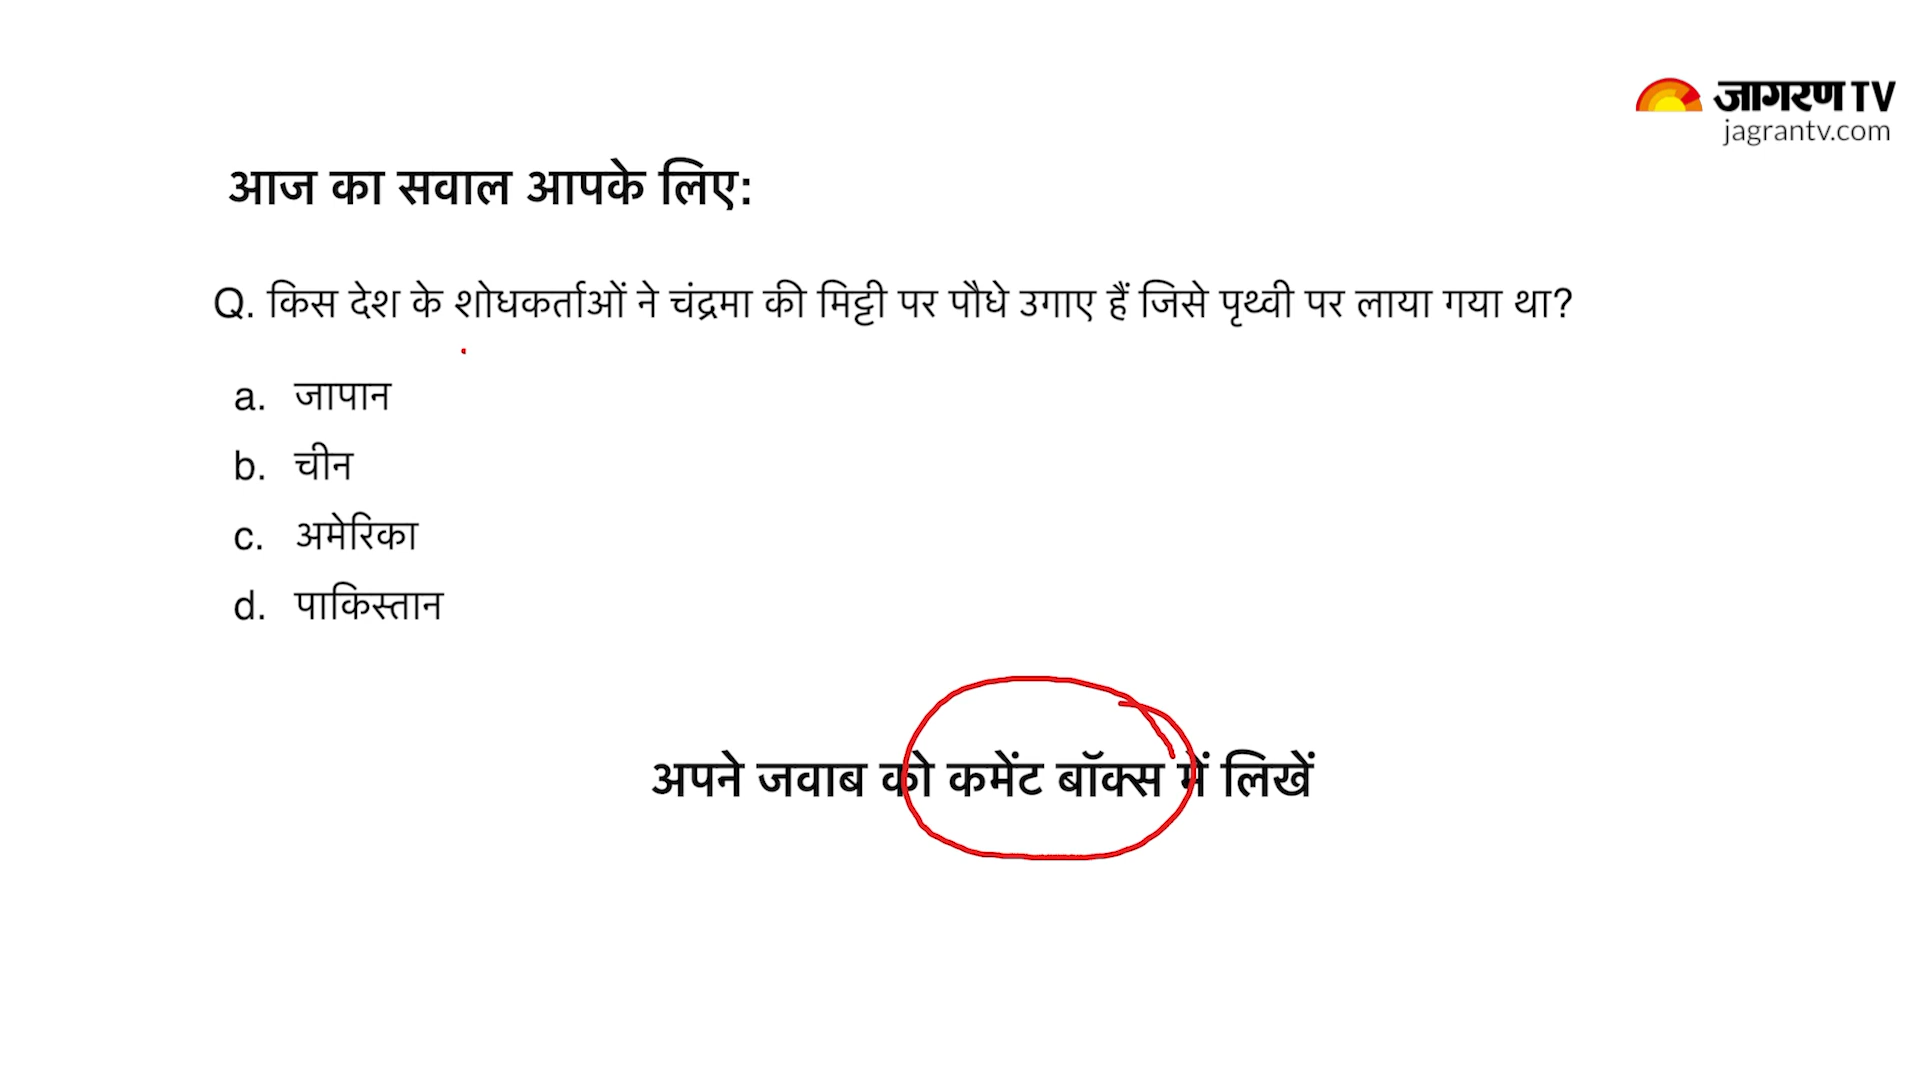 जागरण TV
jagrantv.com
आज का सवाल आपके लिए:
Q. किस देश के शोधकर्ताओं ने चंद्रमा की मिट्टी पर पौधे उगाए हैं जिसे पृथ्वी पर लाया गया था?
a. जापान
b. चीन
c. अमेरिका
d. पाकिस्तान
अपने जवाब को कमेंट बॉक्स में लिखें